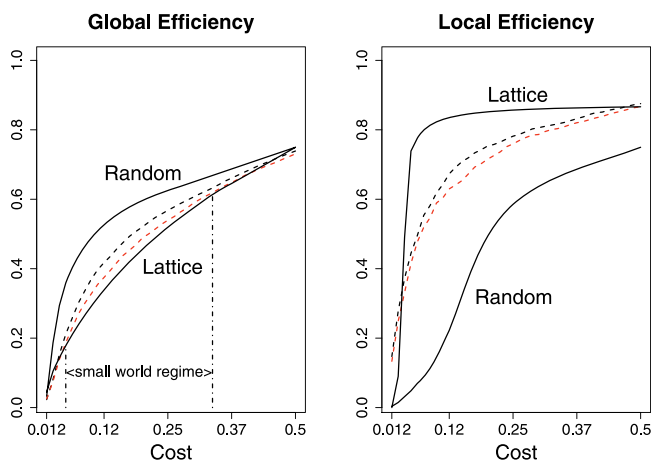 Global Efficiency
1.0
0.8
0.6
0.4
0.2
0.0
Random
Lattice
<small world regime>
0.012
0.12
0.25
0.37
0.5
Cost
Local Efficiency
1.0
0.8
0.6
0.4
0.2
0.0
Lattice
Random
0.012
0.12
0.25
0.37
0.5
Cost